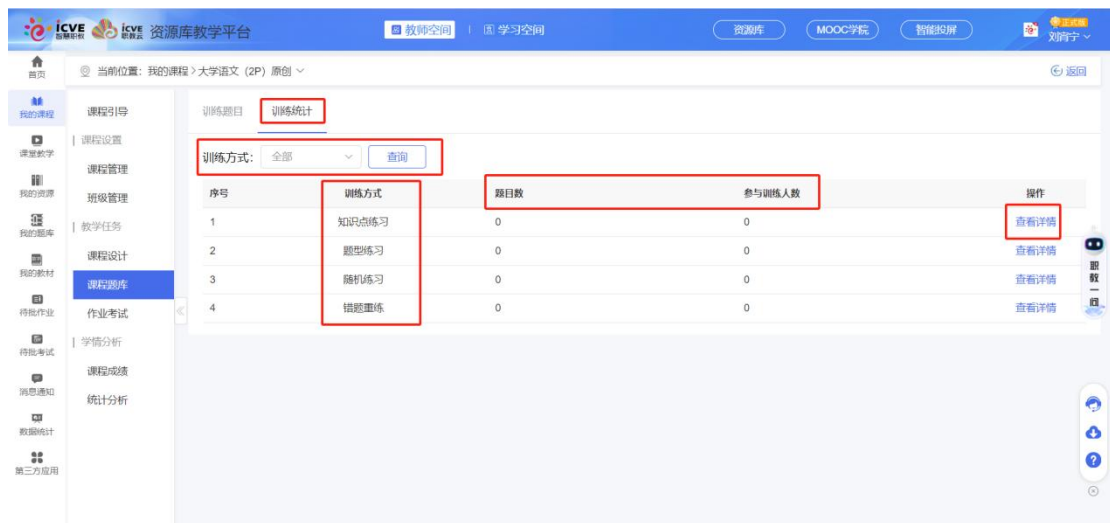 icve 智慧职教 icve 职教云 资源库教学平台 教师空间 学习空间 资源库 MOOC学院 智能投屏 正式版
首页 当前位置：我的课程>大学语文（2P）原创 返回
我的课程 课程引导 训练题目 训练统计
课堂教学 课程设置
课程管理 训练方式： 全部 查询
我的资源 班级管理 序号 训练方式 题目数 参与训练人数 操作
我的题库 教学任务 1 知识点练习 0 0 查看详情
我的教材 课程设计 2 题型练习 0 0 查看详情
课程题库 3 随机练习 0 0 查看详情
待批作业 作业考试 4 错题重练 0 0 查看详情
待批考试 学情分析
课程成绩
消息通知 统计分析
数据统计
第三方应用
职教一问